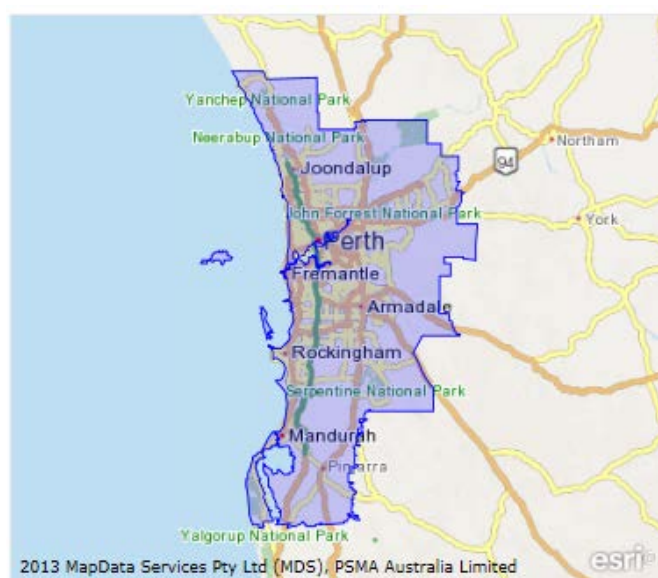 Yanchep National Park
Neerabup National Park
Northam
Joondalup
94
John Forrest National Park
York
Perth
Fremantle
Armadale
Rockingham
Serpentine National Park
Mandurah
Pinjarra
Yalgorup National Park
2013 MapData Services Pty Ltd (MDS), PSMA Australia Limited
esri